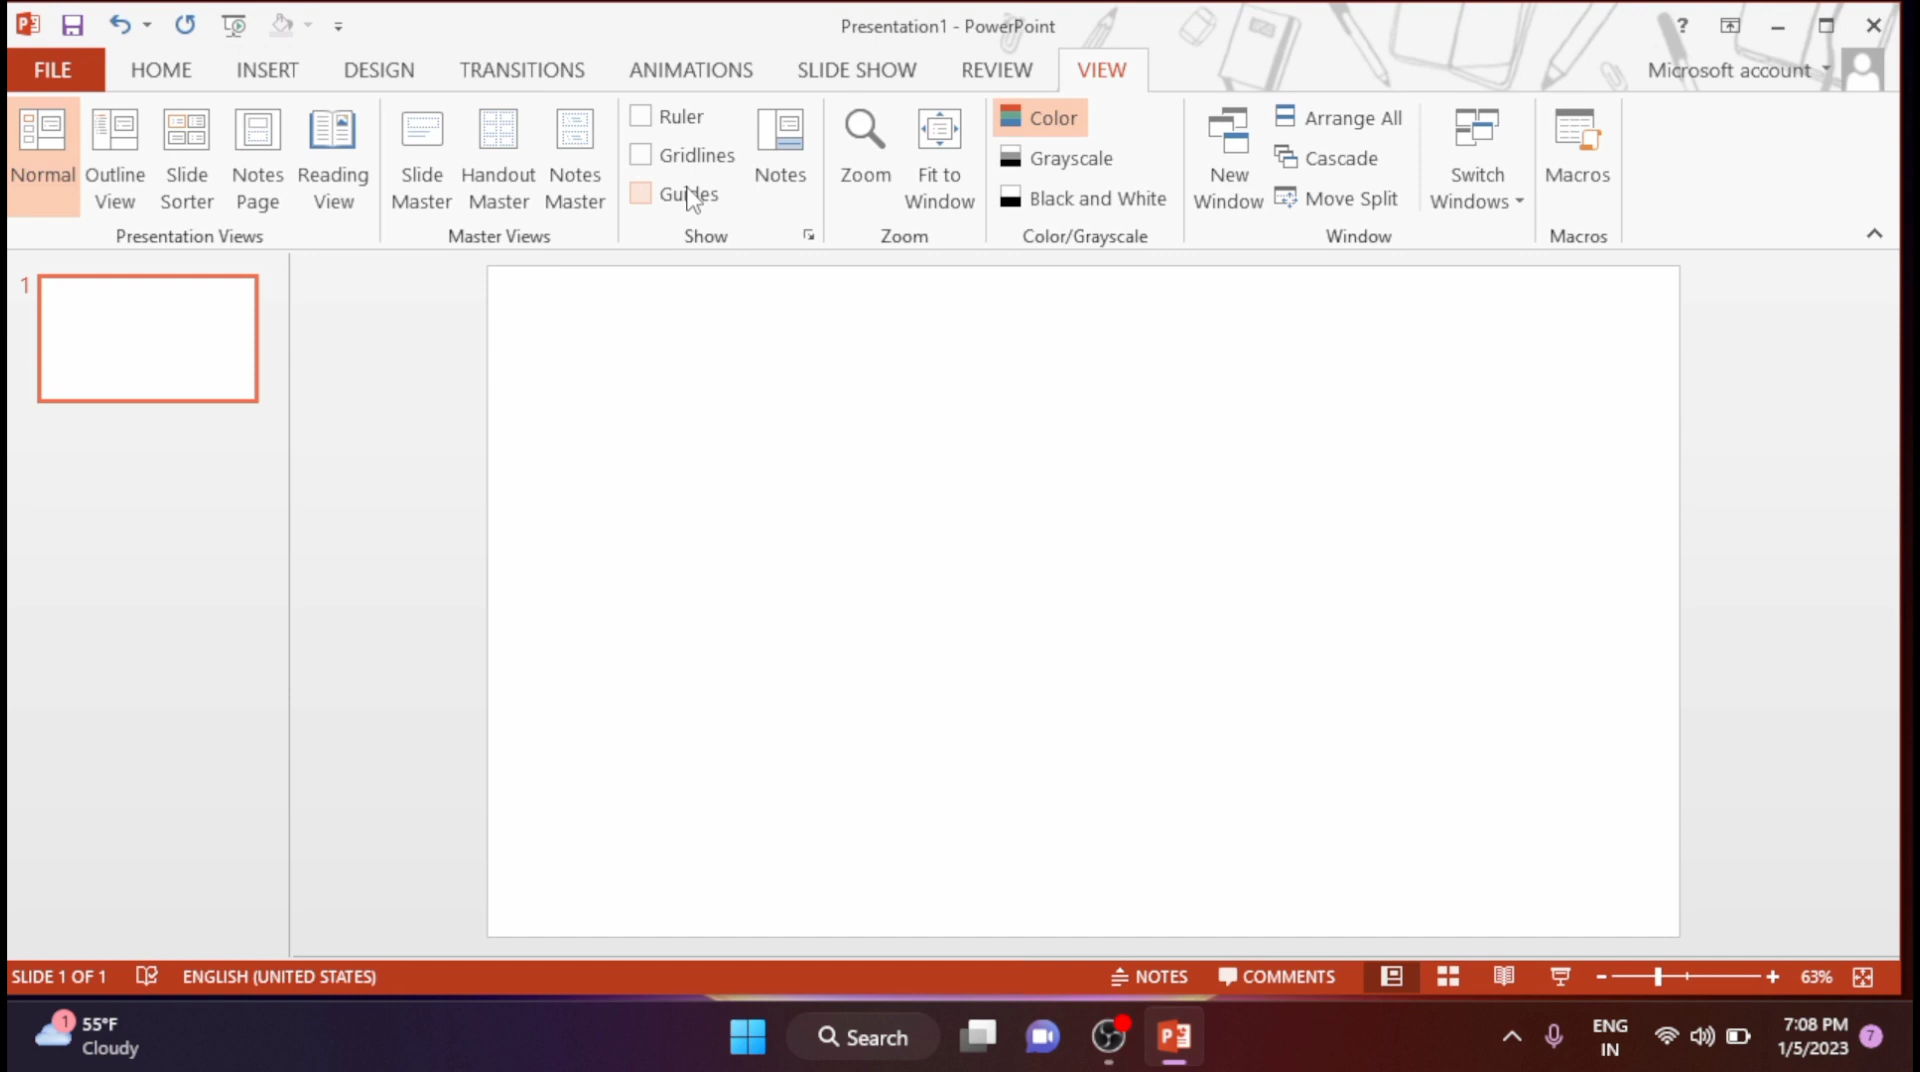 Presentation1 - PowerPoint
?
FILE HOME INSERT DESIGN TRANSITIONS ANIMATIONS SLIDE SHOW REVIEW VIEW Microsoft account
Normal
Outline View
Slide Sorter
Notes Page
Reading View
Presentation Views
Slide Master
Handout Master
Notes Master
Master Views
Ruler
Gridlines
Guides
Notes
Show
Zoom
Fit to Window
Zoom
Color
Grayscale
Black and White
Color/Grayscale
New Window
Arrange All
Cascade
Move Split
Switch Windows
Window
Macros
Macros
1
SLIDE 1 OF 1 ENGLISH (UNITED STATES) NOTES COMMENTS 63%
1
55°F
Cloudy
Search
ENG
IN
7:08 PM
1/5/2023
7